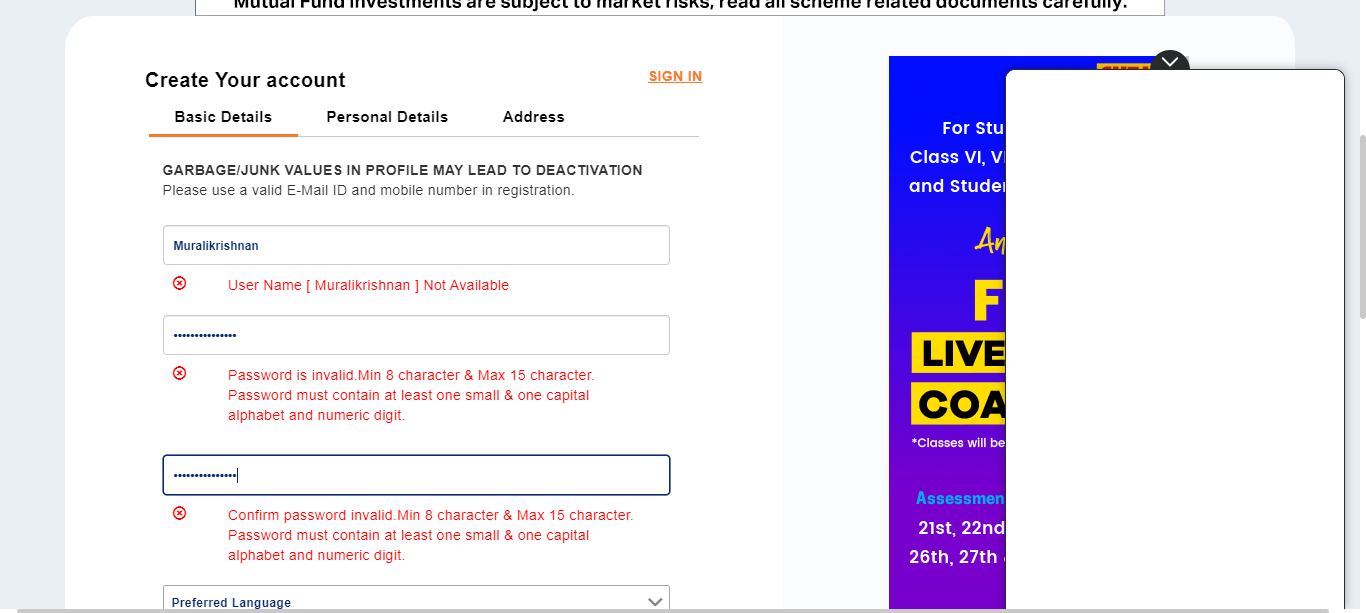 Mutual Fund investments are subject to market risks, read all scheme related documents carefully.
Create Your account
SIGN IN
Basic Details
Personal Details
Address
GARBAGE/JUNK VALUES IN PROFILE MAY LEAD TO DEACTIVATION
Please use a valid E-Mail ID and mobile number in registration.
Muralikrishnan
User Name [ Muralikrishnan ] Not Available
Password is invalid.Min 8 character & Max 15 character.
Password must contain at least one small & one capital
alphabet and numeric digit.
Confirm password invalid.Min 8 character & Max 15 character.
Password must contain at least one small & one capital
alphabet and numeric digit.
Preferred Language
For Stu
Class VI, V
and Stude
An
F
LIVE
COA
*Classes will be
Assessmen
21st, 22nd
26th, 27th